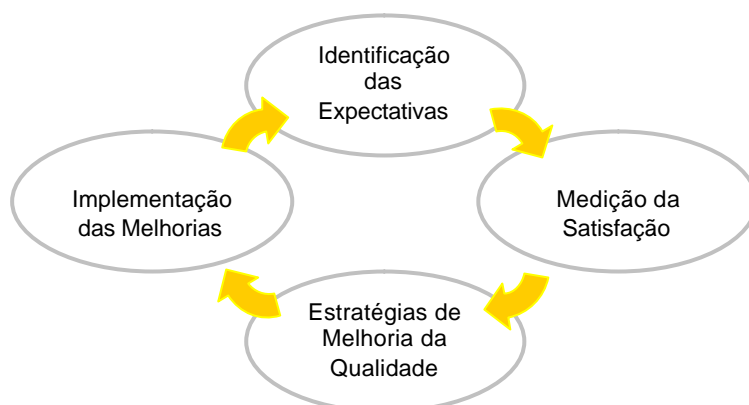 Identificação
das
Expectativas
Implementação
das Melhorias
Medição da
Satisfação
Estratégias de
Melhoria da
Qualidade